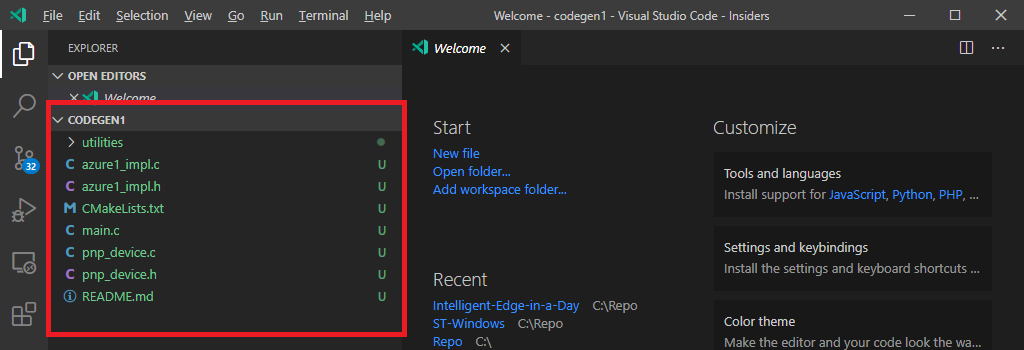 File Edit Selection View Go Run Terminal Help Welcome - codegen1 - Visual Studio Code - Insiders
EXPLORER
OPEN EDITORS
Welcome
CODEGEN1
utilities
azure1_impl.c U
azure1_impl.h U
CMakeLists.txt U
main.c U
pnp_device.c U
pnp_device.h U
README.md U
32
Welcome
Start
New file
Open folder...
Add workspace folder...
Recent
Intelligent-Edge-in-a-Day C:\Repo
ST-Windows C:\Repo
Repo C:\
Customize
Tools and languages
Install support for JavaScript, Python, PHP, ...
Settings and keybindings
Install the settings and keyboard shortcuts ...
Color theme
Make the editor and your code look the wa...